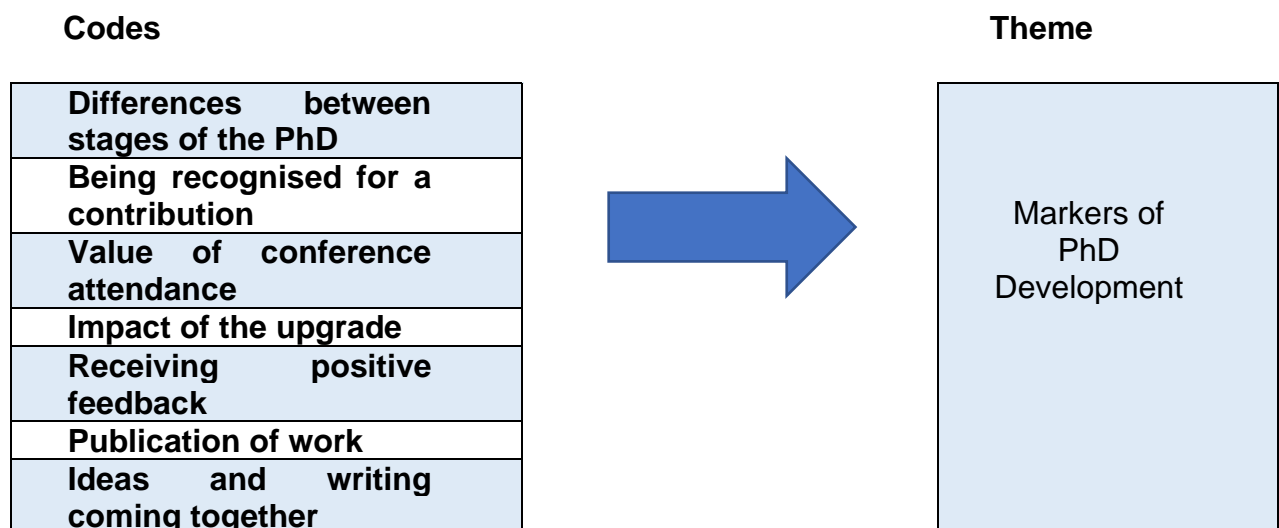 Codes
Theme
Differences between
stages of the PhD
Being recognised for a
contribution
Value of conference
attendance
Impact of the upgrade
Receiving positive
feedback
Publication of work
Ideas and writing
coming together
Markers of
PhD
Development